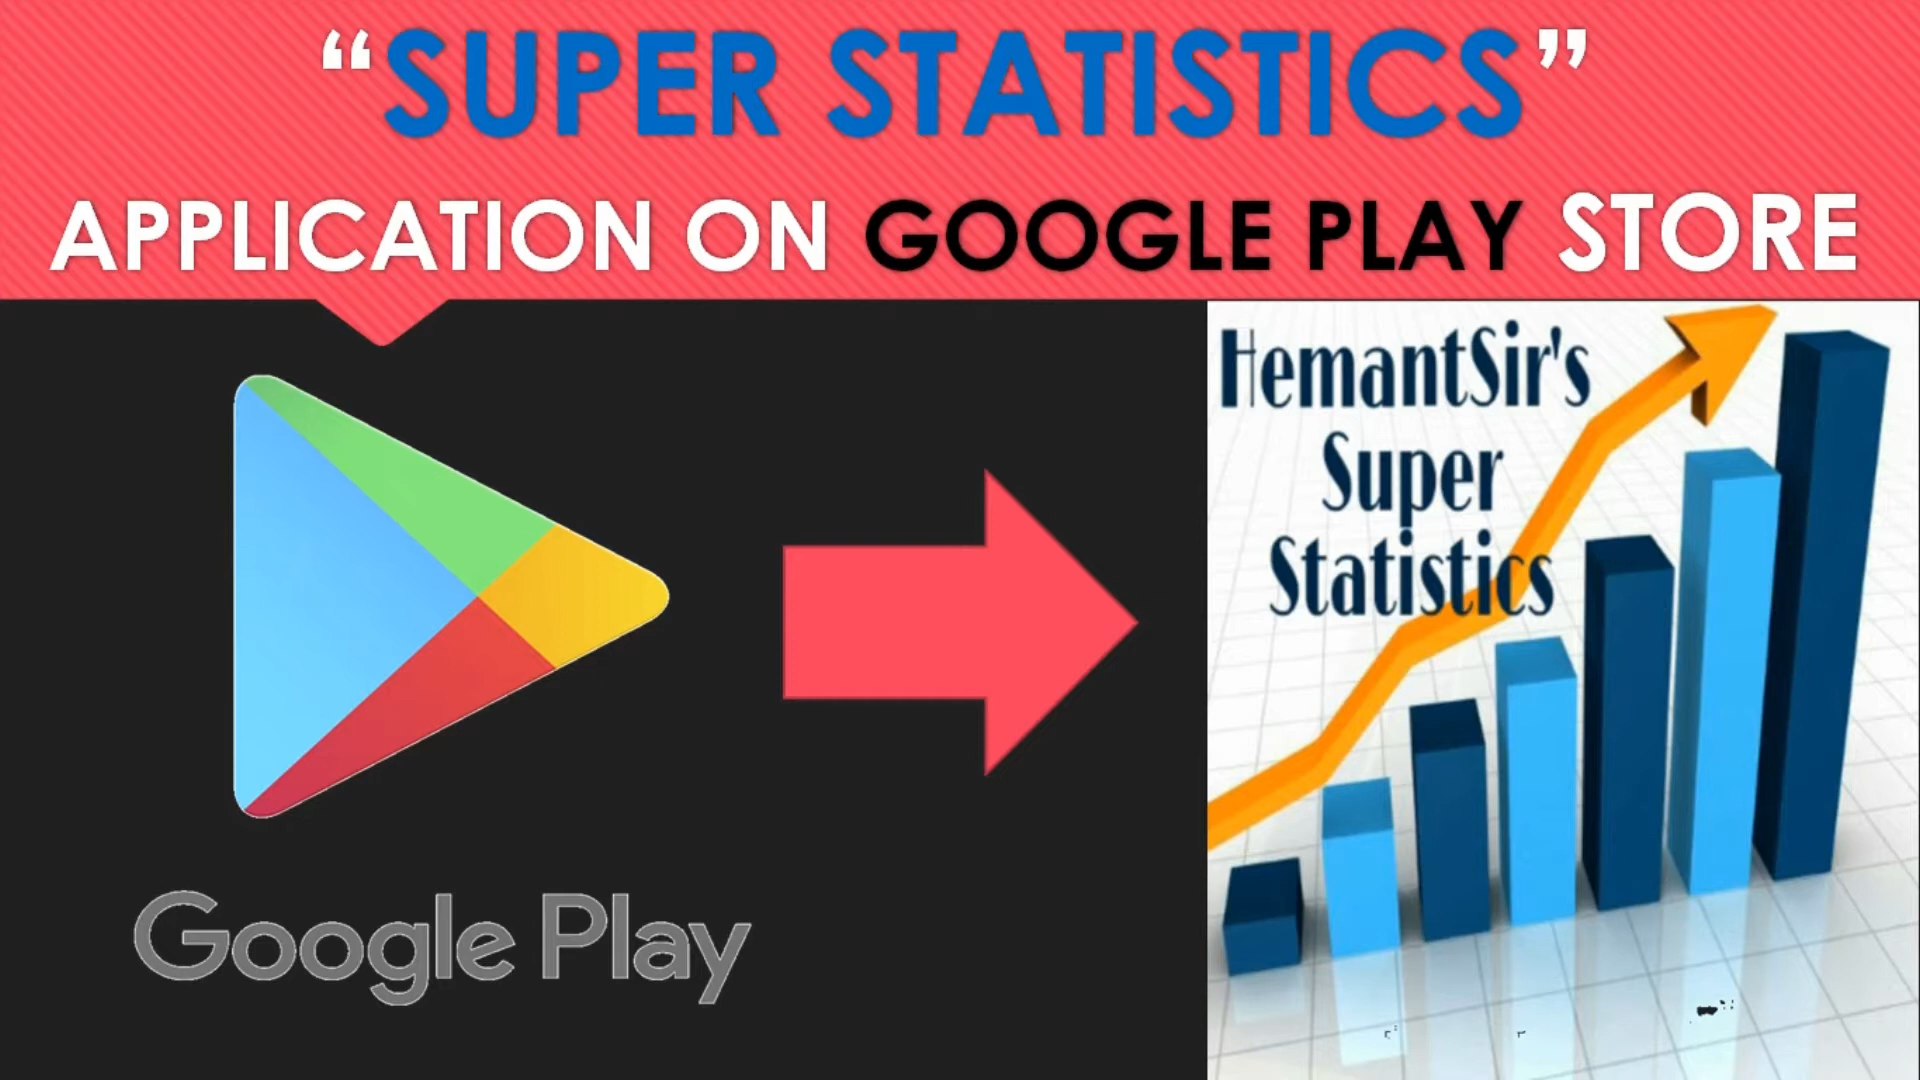 “SUPER STATISTICS”
APPLICATION ON GOOGLE PLAY STORE
HemantSir's
Super
Statistics
Google Play